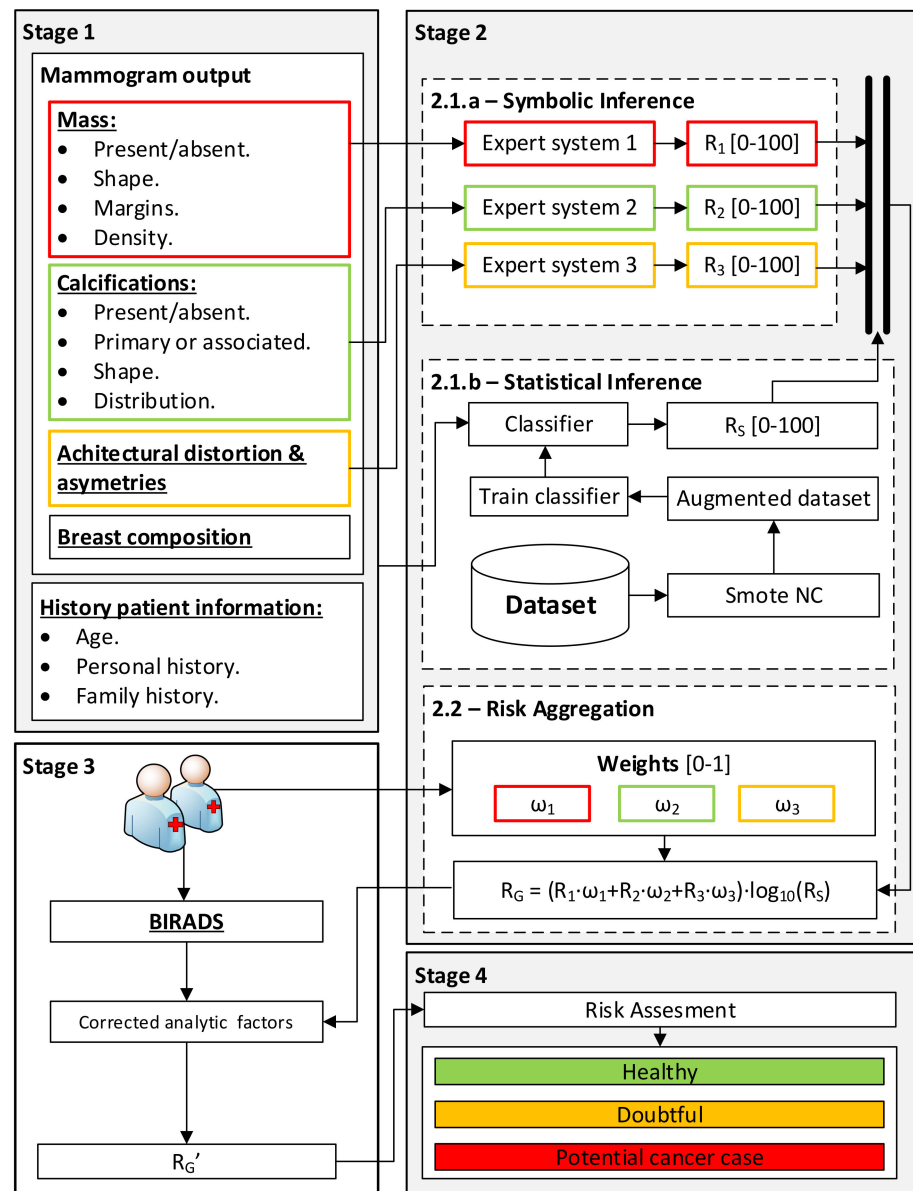 Stage 1
Mammogram output
Mass:
• Present/absent.
• Shape.
• Margins.
• Density.
Calcifications:
• Present/absent.
• Primary or associated.
• Shape.
• Distribution.
Achitectural distortion &
asymetries
Breast composition
History patient information:
• Age.
• Personal history.
• Family history.
Stage 2
2.1.a – Symbolic Inference
Expert system 1
R₁ [0-100]
Expert system 2
R₂ [0-100]
Expert system 3
R₃ [0-100]
2.1.b – Statistical Inference
Classifier
R_S [0-100]
Train classifier
Augmented dataset
Dataset
Smote NC
2.2 – Risk Aggregation
Weights [0-1]
ω₁
ω₂
ω₃
R_G = (R₁·ω₁+R₂·ω₂+R₃·ω₃)·log₁₀(R_S)
Stage 3
BIRADS
Corrected analytic factors
R_G’
Stage 4
Risk Assesment
Healthy
Doubtful
Potential cancer case